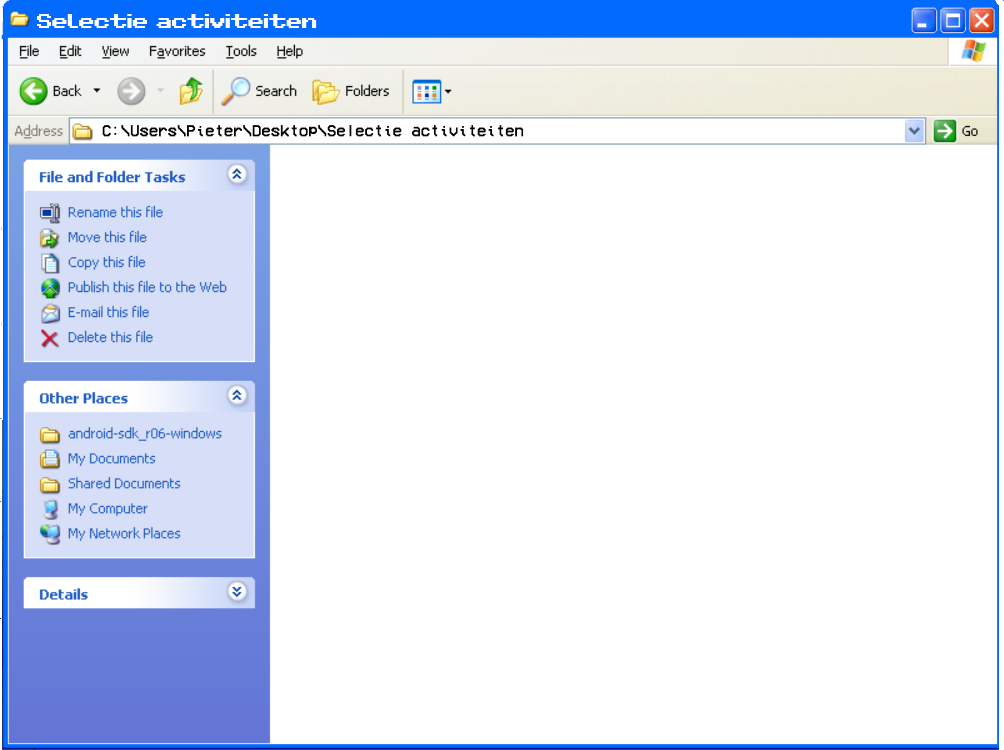 Selectie activiteiten
File Edit View Favorites Tools Help
Back Search Folders
Address C:\Users\Pieter\Desktop\Selectie activiteiten Go
File and Folder Tasks
Rename this file
Move this file
Copy this file
Publish this file to the Web
E-mail this file
Delete this file
Other Places
android-sdk_r06-windows
My Documents
Shared Documents
My Computer
My Network Places
Details